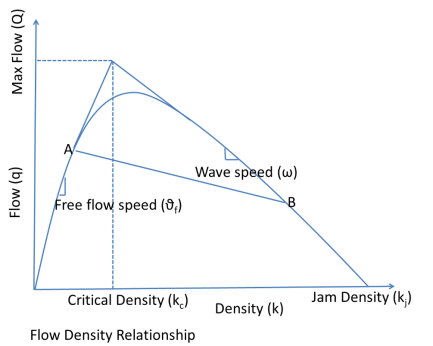 Max Flow (Q)
A
Wave speed (ω)
Flow (q)
Free flow speed (ϑf)
B
Critical Density (kc)
Density (k)
Jam Density (kj)
Flow Density Relationship